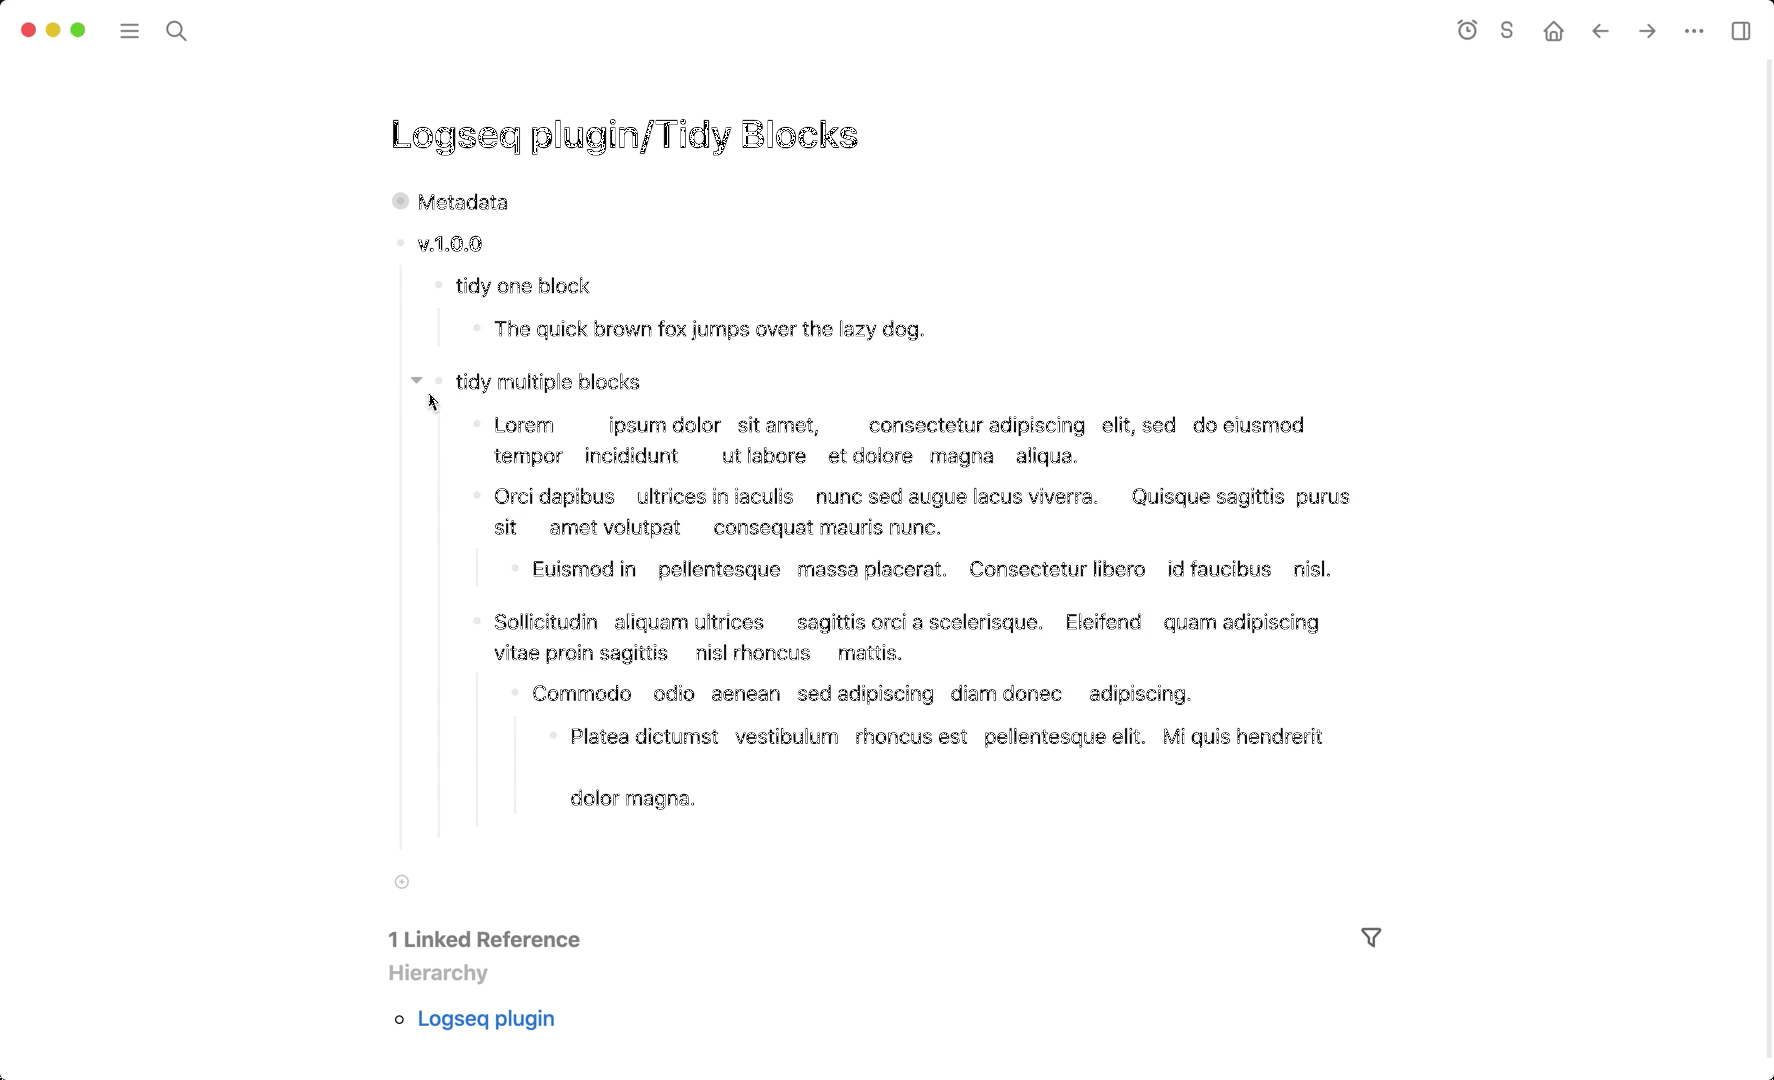 S
Logseq plugin/Tidy Blocks
Metadata
v.1.0.0
tidy one block
The quick brown fox jumps over the lazy dog.
tidy multiple blocks
Lorem ipsum dolor sit amet, consectetur adipiscing elit, sed do eiusmod
tempor incididunt ut labore et dolore magna aliqua.
Orci dapibus ultrices in iaculis nunc sed augue lacus viverra. Quisque sagittis purus
sit amet volutpat consequat mauris nunc.
Euismod in pellentesque massa placerat. Consectetur libero id faucibus nisl.
Sollicitudin aliquam ultrices sagittis orci a scelerisque. Eleifend quam adipiscing
vitae proin sagittis nisl rhoncus mattis.
Commodo odio aenean sed adipiscing diam donec adipiscing.
Platea dictumst vestibulum rhoncus est pellentesque elit. Mi quis hendrerit
dolor magna.
1 Linked Reference
Hierarchy
Logseq plugin